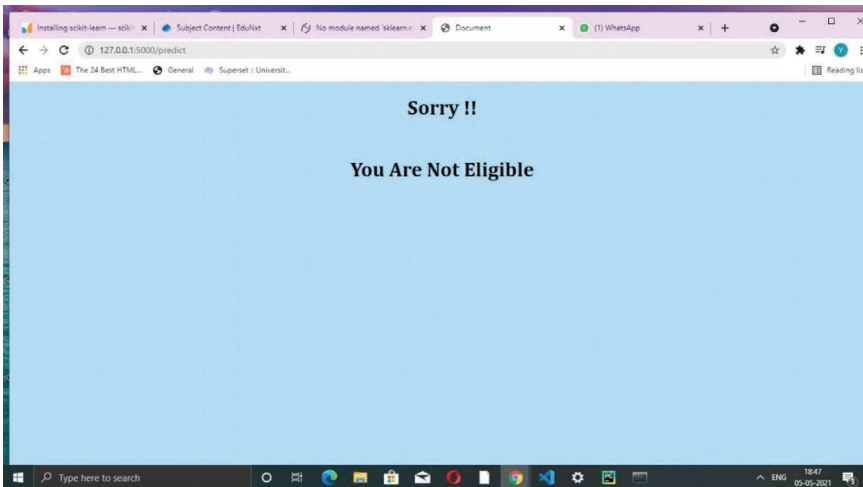 Installing scikit-learn — scikit-
Subject Content | EduNxt
No module named 'sklearn.e
Document
(1) WhatsApp
127.0.0.1:5000/predict
Y
Apps
The 24 Best HTML...
General
Superset :: Universit...
Reading lis
Sorry !!
You Are Not Eligible
Type here to search
ENG
18:47
05-05-2021